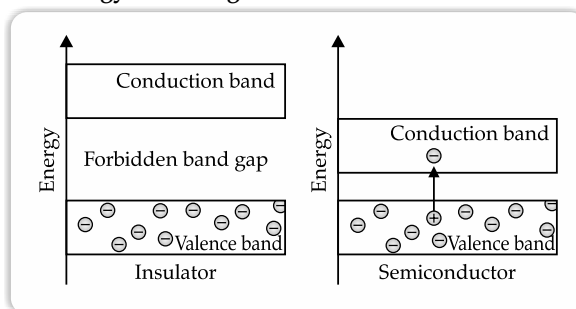 Conduction band
Energy
Forbidden band gap
Valence band
Insulator
Conduction band
Energy
Valence band
Semiconductor